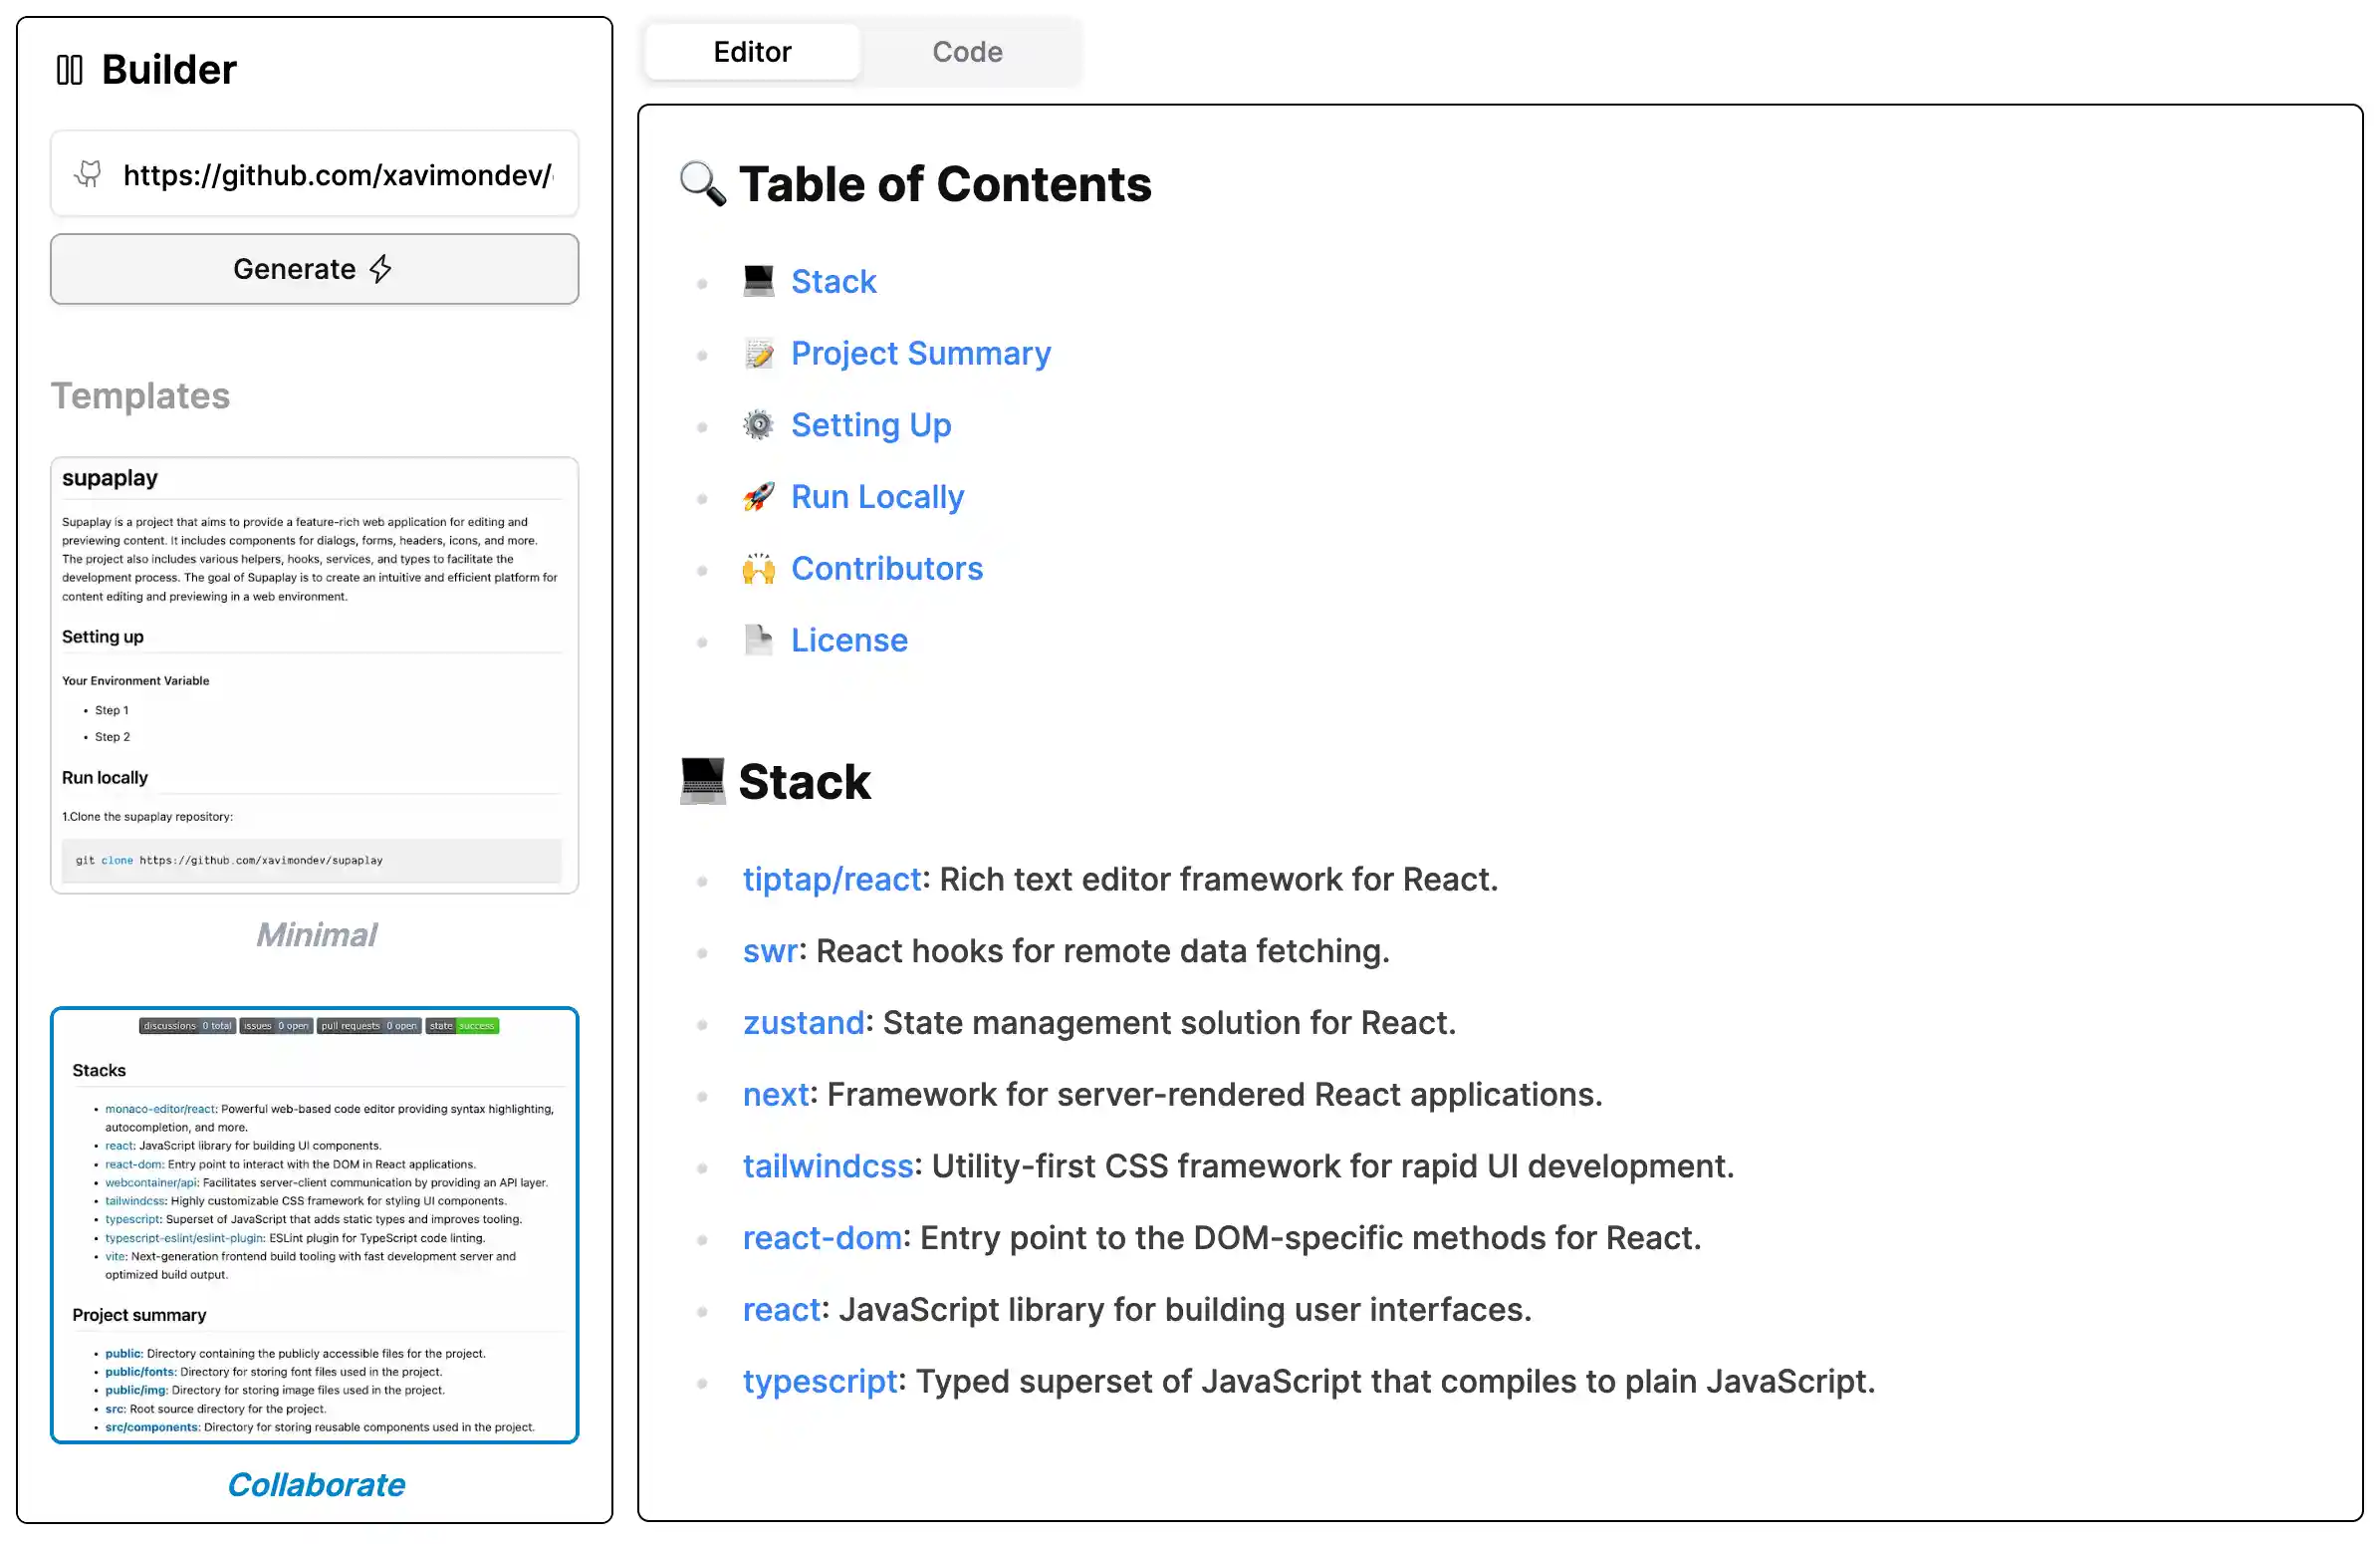 Builder
https://github.com/xavimondev/
Generate
Templates
supaplay
Supaplay is a project that aims to provide a feature-rich web application for editing and
previewing content. It includes components for dialogs, forms, headers, icons, and more.
The project also includes various helpers, hooks, services, and types to facilitate the
development process. The goal of Supaplay is to create an intuitive and efficient platform for
content editing and previewing in a web environment.
Setting up
Your Environment Variable
• Step 1
• Step 2
Run locally
1.Clone the supaplay repository:
git clone https://github.com/xavimondev/supaplay
Minimal
discussions 0 total issues 0 open pull requests 0 open state success
Stacks
• monaco-editor/react: Powerful web-based code editor providing syntax highlighting,
autocompletion, and more.
• react: JavaScript library for building UI components.
• react-dom: Entry point to interact with the DOM in React applications.
• webcontainer/api: Facilitates server-client communication by providing an API layer.
• tailwindcss: Highly customizable CSS framework for styling UI components.
• typescript: Superset of JavaScript that adds static types and improves tooling.
• typescript-eslint/eslint-plugin: ESLint plugin for TypeScript code linting.
• vite: Next-generation frontend build tooling with fast development server and
optimized build output.
Project summary
• public: Directory containing the publicly accessible files for the project.
• public/fonts: Directory for storing font files used in the project.
• public/img: Directory for storing image files used in the project.
• src: Root source directory for the project.
• src/components: Directory for storing reusable components used in the project.
Collaborate
Editor Code
🔍 Table of Contents
• 💻 Stack
• 📝 Project Summary
• ⚙️ Setting Up
• 🚀 Run Locally
• 🙌 Contributors
• 📄 License
💻 Stack
• tiptap/react: Rich text editor framework for React.
• swr: React hooks for remote data fetching.
• zustand: State management solution for React.
• next: Framework for server-rendered React applications.
• tailwindcss: Utility-first CSS framework for rapid UI development.
• react-dom: Entry point to the DOM-specific methods for React.
• react: JavaScript library for building user interfaces.
• typescript: Typed superset of JavaScript that compiles to plain JavaScript.